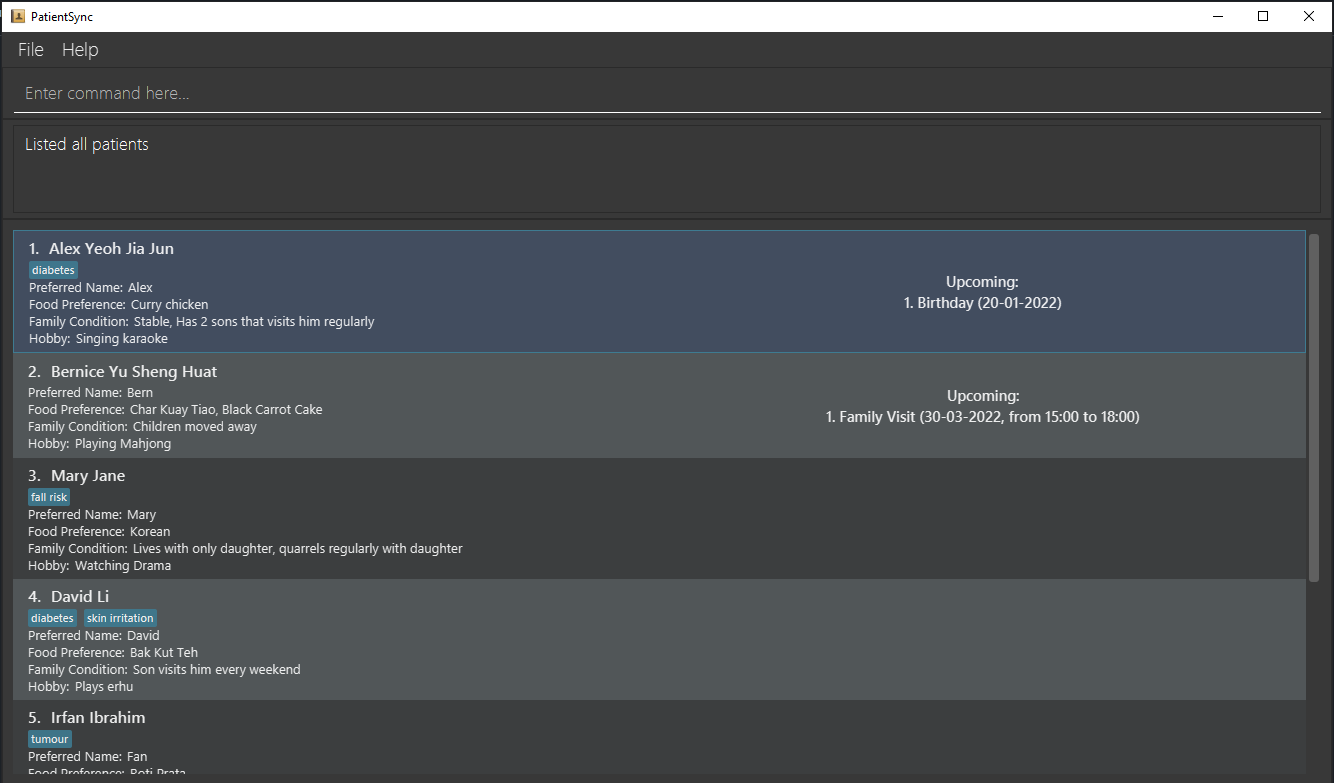 PatientSync
File Help
Enter command here...
Listed all patients
1. Alex Yeoh Jia Jun
diabetes
Preferred Name: Alex
Food Preference: Curry chicken
Family Condition: Stable, Has 2 sons that visits him regularly
Hobby: Singing karaoke
Upcoming:
1. Birthday (20-01-2022)
2. Bernice Yu Sheng Huat
Preferred Name: Bern
Food Preference: Char Kuay Tiao, Black Carrot Cake
Family Condition: Children moved away
Hobby: Playing Mahjong
Upcoming:
1. Family Visit (30-03-2022, from 15:00 to 18:00)
3. Mary Jane
fall risk
Preferred Name: Mary
Food Preference: Korean
Family Condition: Lives with only daughter, quarrels regularly with daughter
Hobby: Watching Drama
4. David Li
diabetes skin irritation
Preferred Name: David
Food Preference: Bak Kut Teh
Family Condition: Son visits him every weekend
Hobby: Plays erhu
5. Irfan Ibrahim
tumour
Preferred Name: Fan
Food Preference: Roti Prata